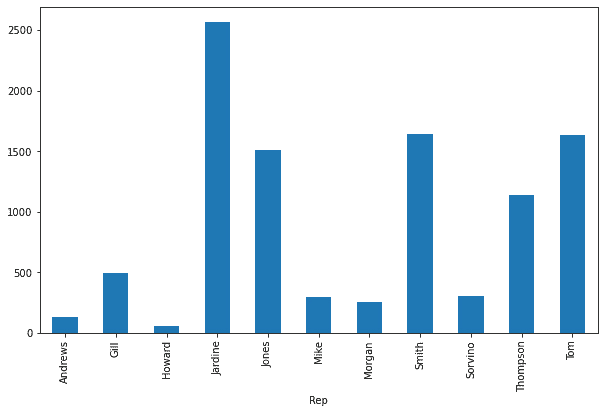 2500
2000
1500
1000
500
0
Andrews
Gill
Howard
Jardine
Jones
Mike
Morgan
Smith
Sorvino
Thompson
Tom
Rep